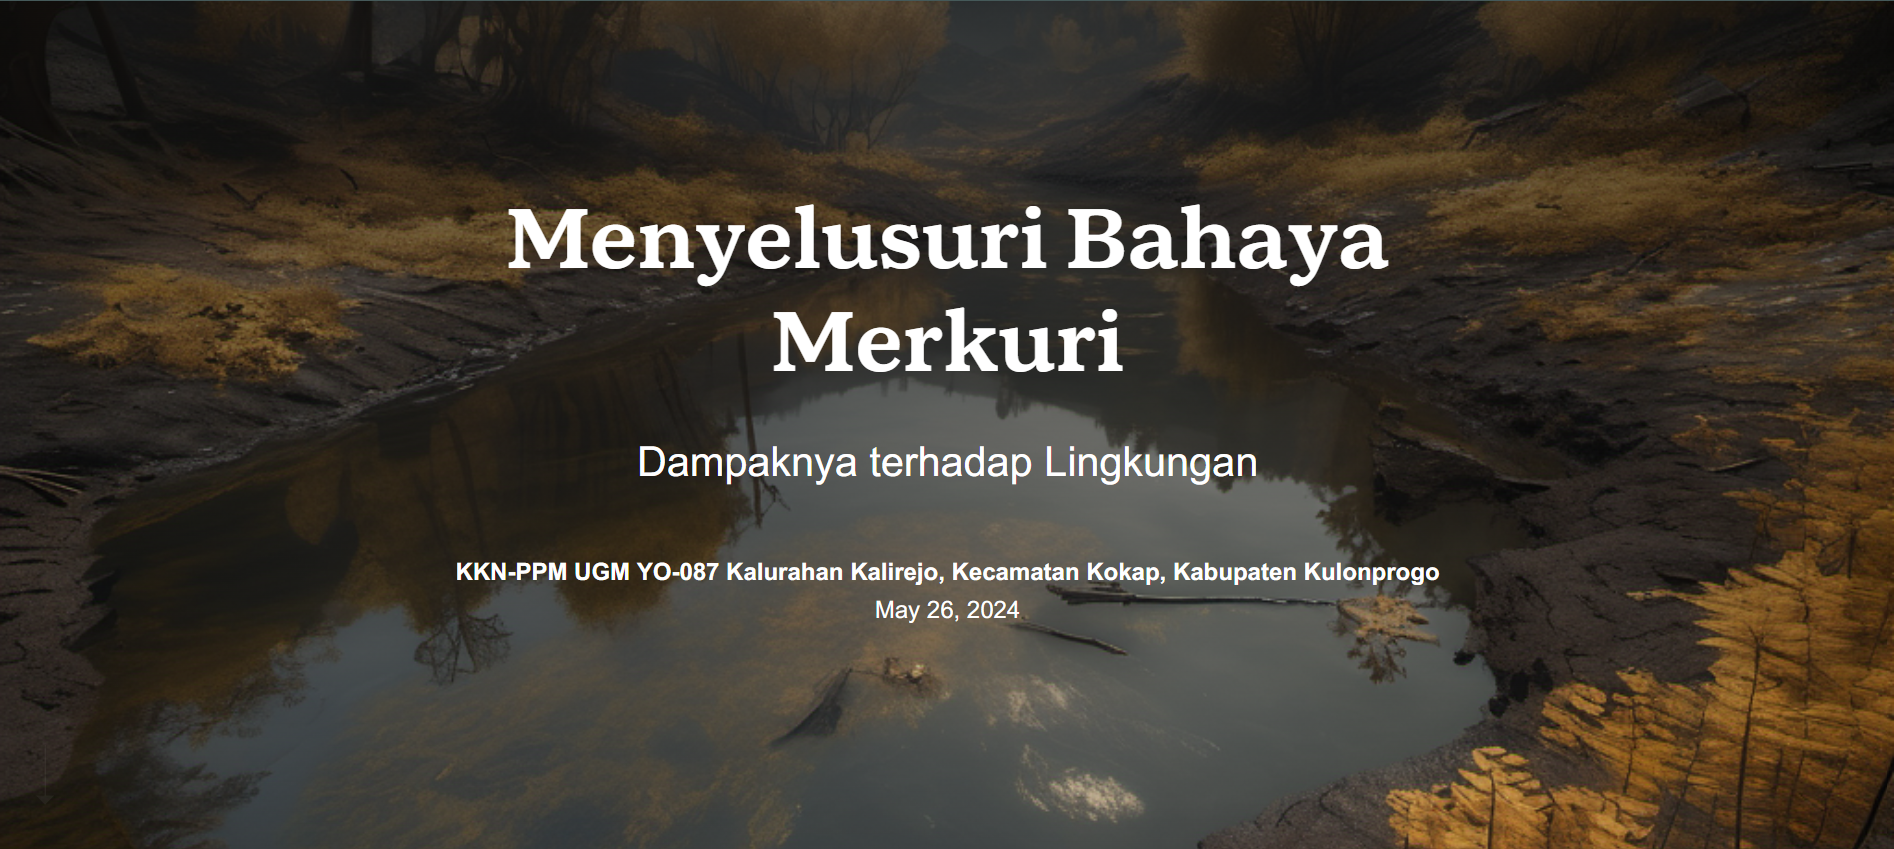 Menyelusuri Bahaya
Merkuri
Dampaknya terhadap Lingkungan
KKN-PPM UGM YO-087 Kalurahan Kalirejo, Kecamatan Kokap, Kabupaten Kulonprogo
May 26, 2024